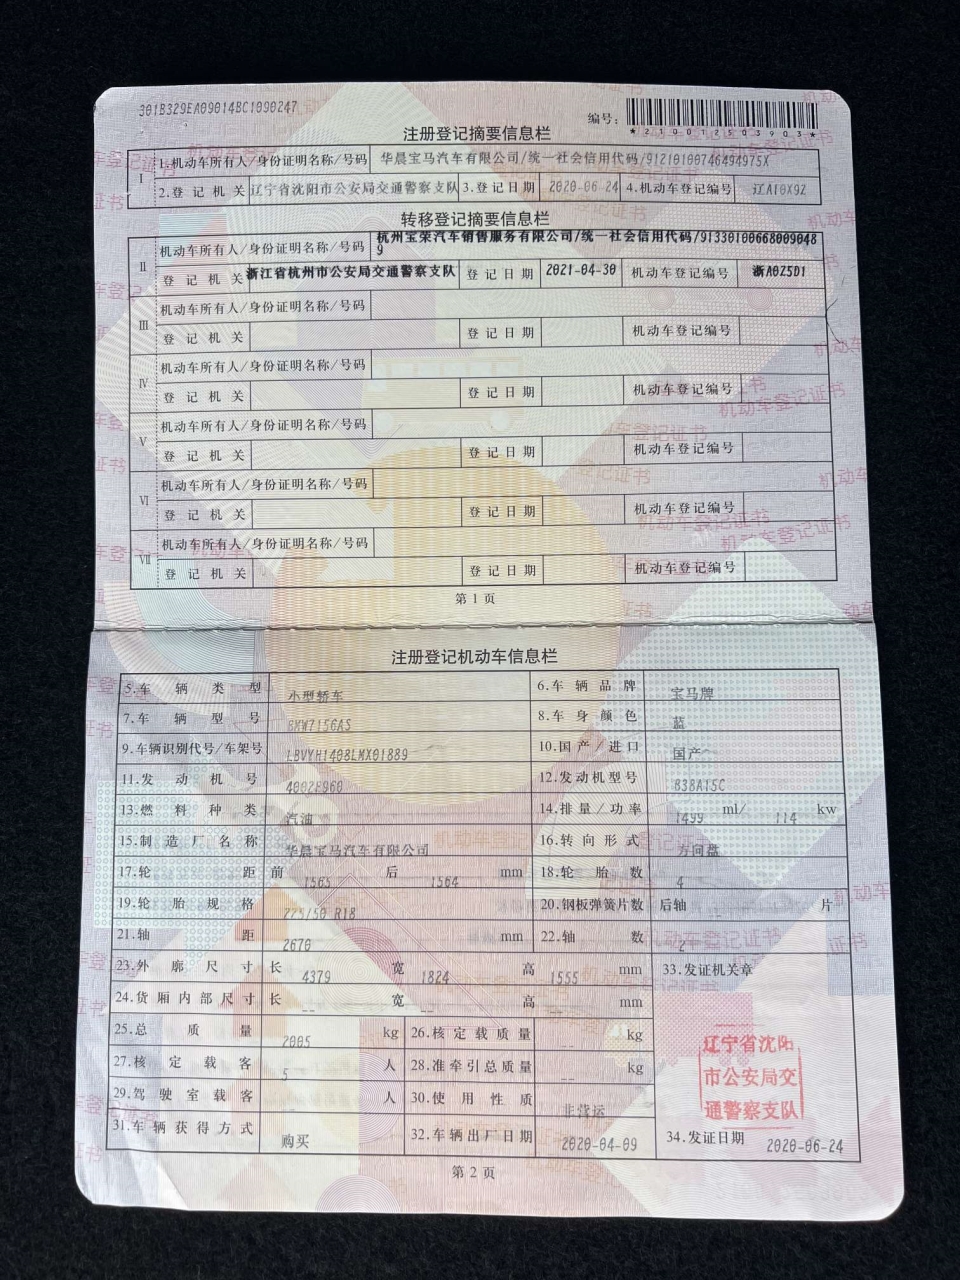 301B329EA09014BC1090247
编号：
*210012503903*
注册登记摘要信息栏
Ⅰ 1.机动车所有人/身份证明名称/号码 华晨宝马汽车有限公司/统一社会信用代码/91210100746494975X
2.登记机关 辽宁省沈阳市公安局交通警察支队 3.登记日期 2020-06-24 4.机动车登记编号 辽A10X9Z
转移登记摘要信息栏
Ⅱ 机动车所有人/身份证明名称/号码 杭州宝荣汽车销售服务有限公司/统一社会信用代码/91330100668009048
9
登记机关 浙江省杭州市公安局交通警察支队 登记日期 2021-04-30 机动车登记编号 浙A0Z5D1
Ⅲ 机动车所有人/身份证明名称/号码
登记机关 登记日期 机动车登记编号
Ⅳ 机动车所有人/身份证明名称/号码
登记机关 登记日期 机动车登记编号
Ⅴ 机动车所有人/身份证明名称/号码
登记机关 登记日期 机动车登记编号
Ⅵ 机动车所有人/身份证明名称/号码
登记机关 登记日期 机动车登记编号
Ⅶ 机动车所有人/身份证明名称/号码
登记机关 登记日期 机动车登记编号
第1页
注册登记机动车信息栏
5.车辆类型 小型轿车 6.车辆品牌 宝马牌
7.车辆型号 BMW7150AS 8.车身颜色 蓝
9.车辆识别代号/车架号 LBVYH1408LMX01889 10.国产/进口 国产
11.发动机号 4002E960 12.发动机型号 B38A15C
13.燃料种类 汽油 14.排量/功率 1499 ml/ 114 kw
15.制造厂名称 华晨宝马汽车有限公司 16.转向形式 方向盘
17.轮距 前 1565 后 1564 mm 18.轮胎数 4
19.轮胎规格 225/50 R18 20.钢板弹簧片数 后轴 -- 片
21.轴距 2670 mm 22.轴数 2
23.外廓尺寸 长 4379 宽 1824 高 1555 mm 33.发证机关章
24.货厢内部尺寸 长 -- 宽 -- 高 -- mm
25.总质量 2005 kg 26.核定载质量 -- kg
27.核定载客 5 人 28.准牵引总质量 -- kg
29.驾驶室载客 -- 人 30.使用性质 非营运
31.车辆获得方式 购买 32.车辆出厂日期 2020-04-09 34.发证日期 2020-06-24
辽宁省沈阳
市公安局交
通警察支队
第2页